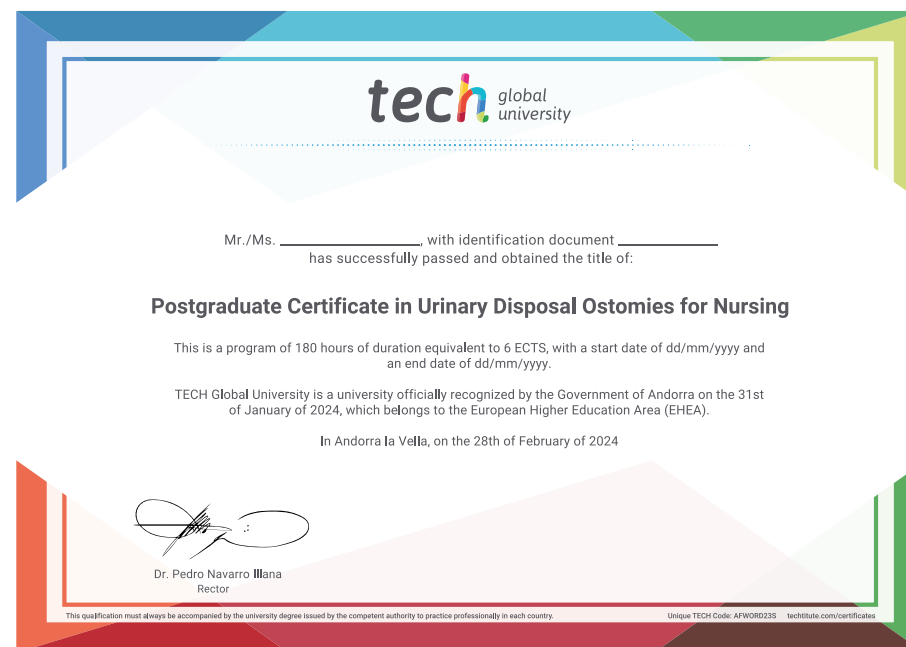 tech global university
Mr./Ms. ____________, with identification document ____________
has successfully passed and obtained the title of:
Postgraduate Certificate in Urinary Disposal Ostomies for Nursing
This is a program of 180 hours of duration equivalent to 6 ECTS, with a start date of dd/mm/yyyy and
an end date of dd/mm/yyyy.
TECH Global University is a university officially recognized by the Government of Andorra on the 31st
of January of 2024, which belongs to the European Higher Education Area (EHEA).
In Andorra la Vella, on the 28th of February of 2024
Dr. Pedro Navarro Illana
Rector
This qualification must always be accompanied by the university degree issued by the competent authority to practice professionally in each country.
Unique TECH Code: AFWORD23S techtitute.com/certificates